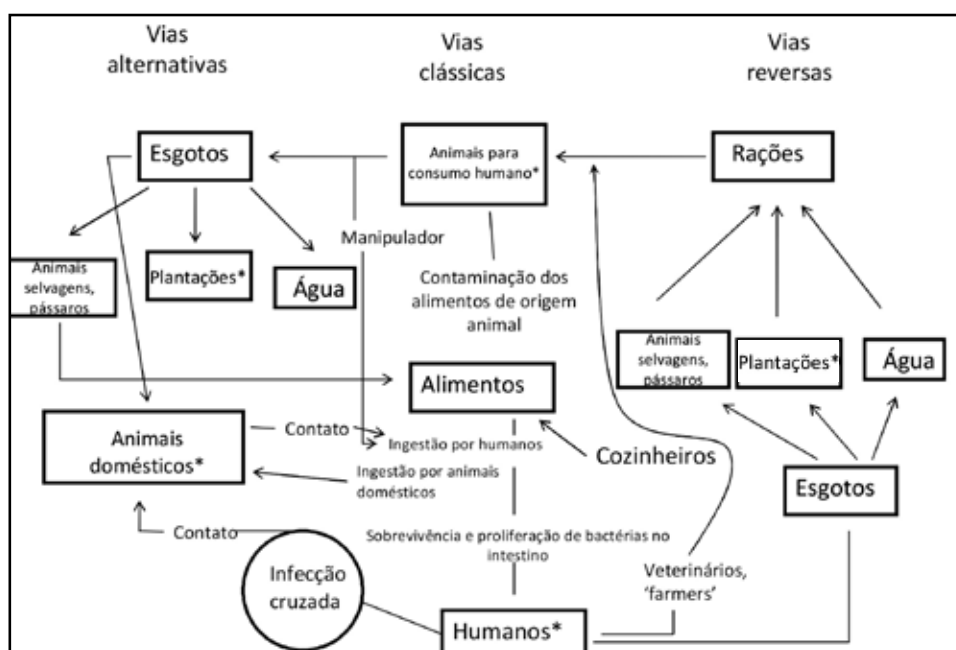 Vias
alternativas
Vias
clássicas
Vias
reversas
Esgotos
Animais para
consumo humano*
Rações
Manipulador
Animais
selvagens,
pássaros
Plantações*
Água
Contaminação dos
alimentos de origem
animal
Animais
selvagens,
pássaros
Plantações*
Água
Alimentos
Animais
domésticos*
Contato
Ingestão por humanos
Cozinheiros
Ingestão por animais
domésticos
Esgotos
Contato
Sobrevivência e proliferação de bactérias no
intestino
Infecção
cruzada
Veterinários,
‘farmers’
Humanos*